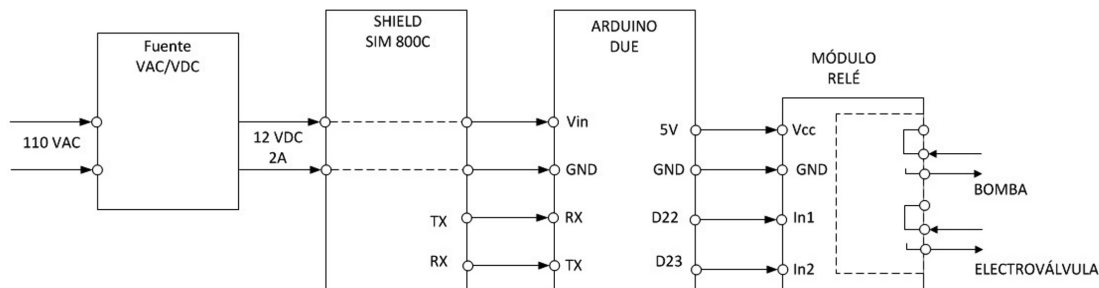 Fuente
VAC/VDC
110 VAC
12 VDC
2A
SHIELD
SIM 800C
TX
RX
ARDUINO
DUE
Vin
GND
RX
TX
5V
GND
D22
D23
MÓDULO
RELÉ
Vcc
GND
In1
In2
BOMBA
ELECTROVÁLVULA